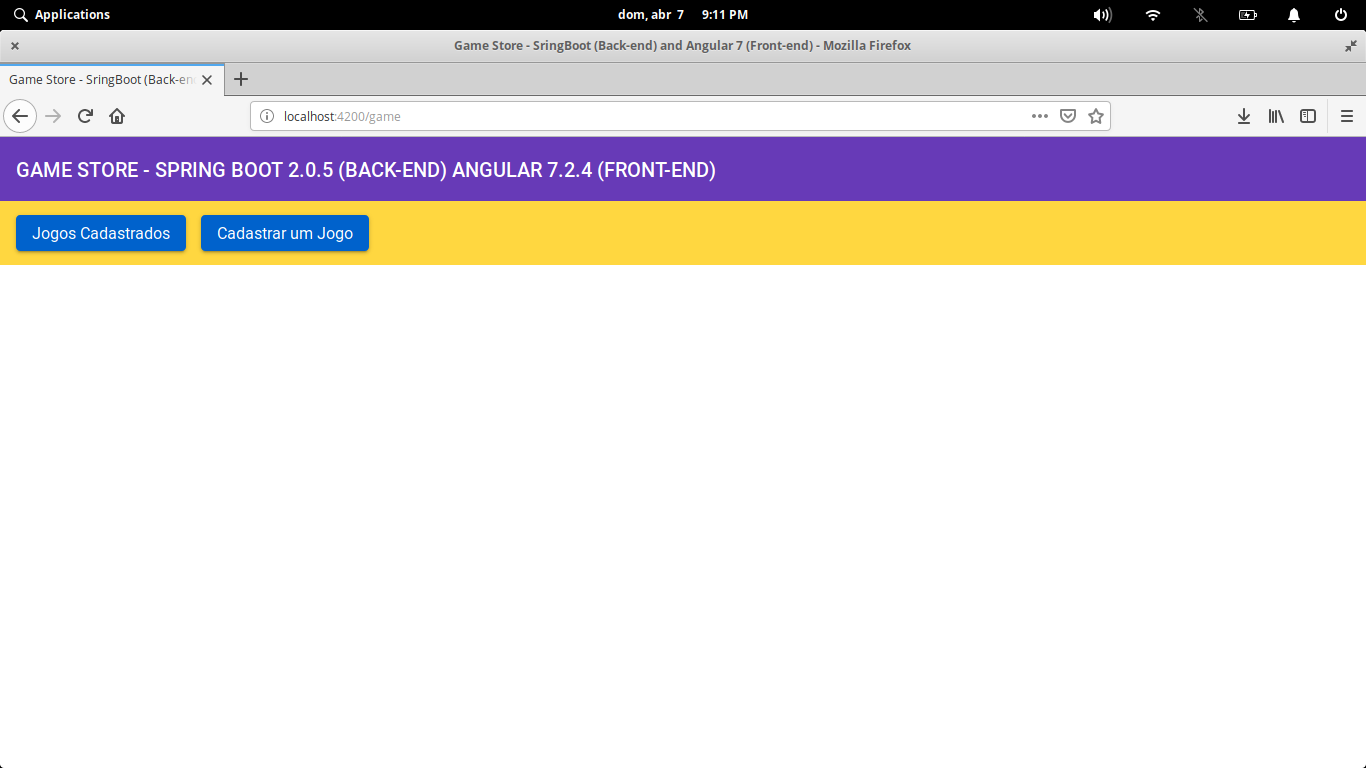 Applications
dom, abr 7 9:11 PM
Game Store - SringBoot (Back-end) and Angular 7 (Front-end) - Mozilla Firefox
Game Store - SringBoot (Back-en
localhost:4200/game
GAME STORE - SPRING BOOT 2.0.5 (BACK-END) ANGULAR 7.2.4 (FRONT-END)
Jogos Cadastrados Cadastrar um Jogo